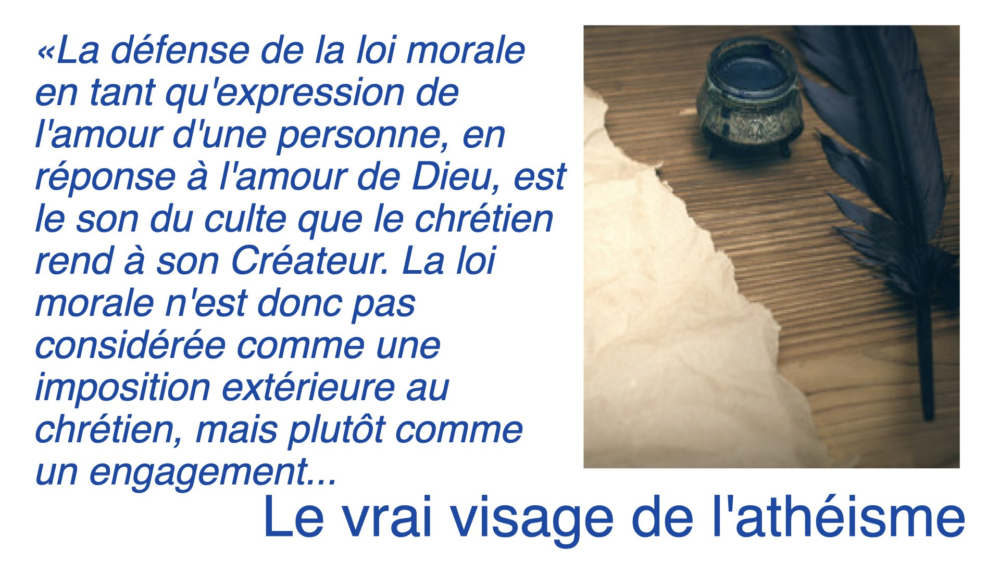 «La défense de la loi morale
en tant qu'expression de
l'amour d'une personne, en
réponse à l'amour de Dieu, est
le son du culte que le chrétien
rend à son Créateur. La loi
morale n'est donc pas
considérée comme une
imposition extérieure au
chrétien, mais plutôt comme
un engagement...
Le vrai visage de l'athéisme